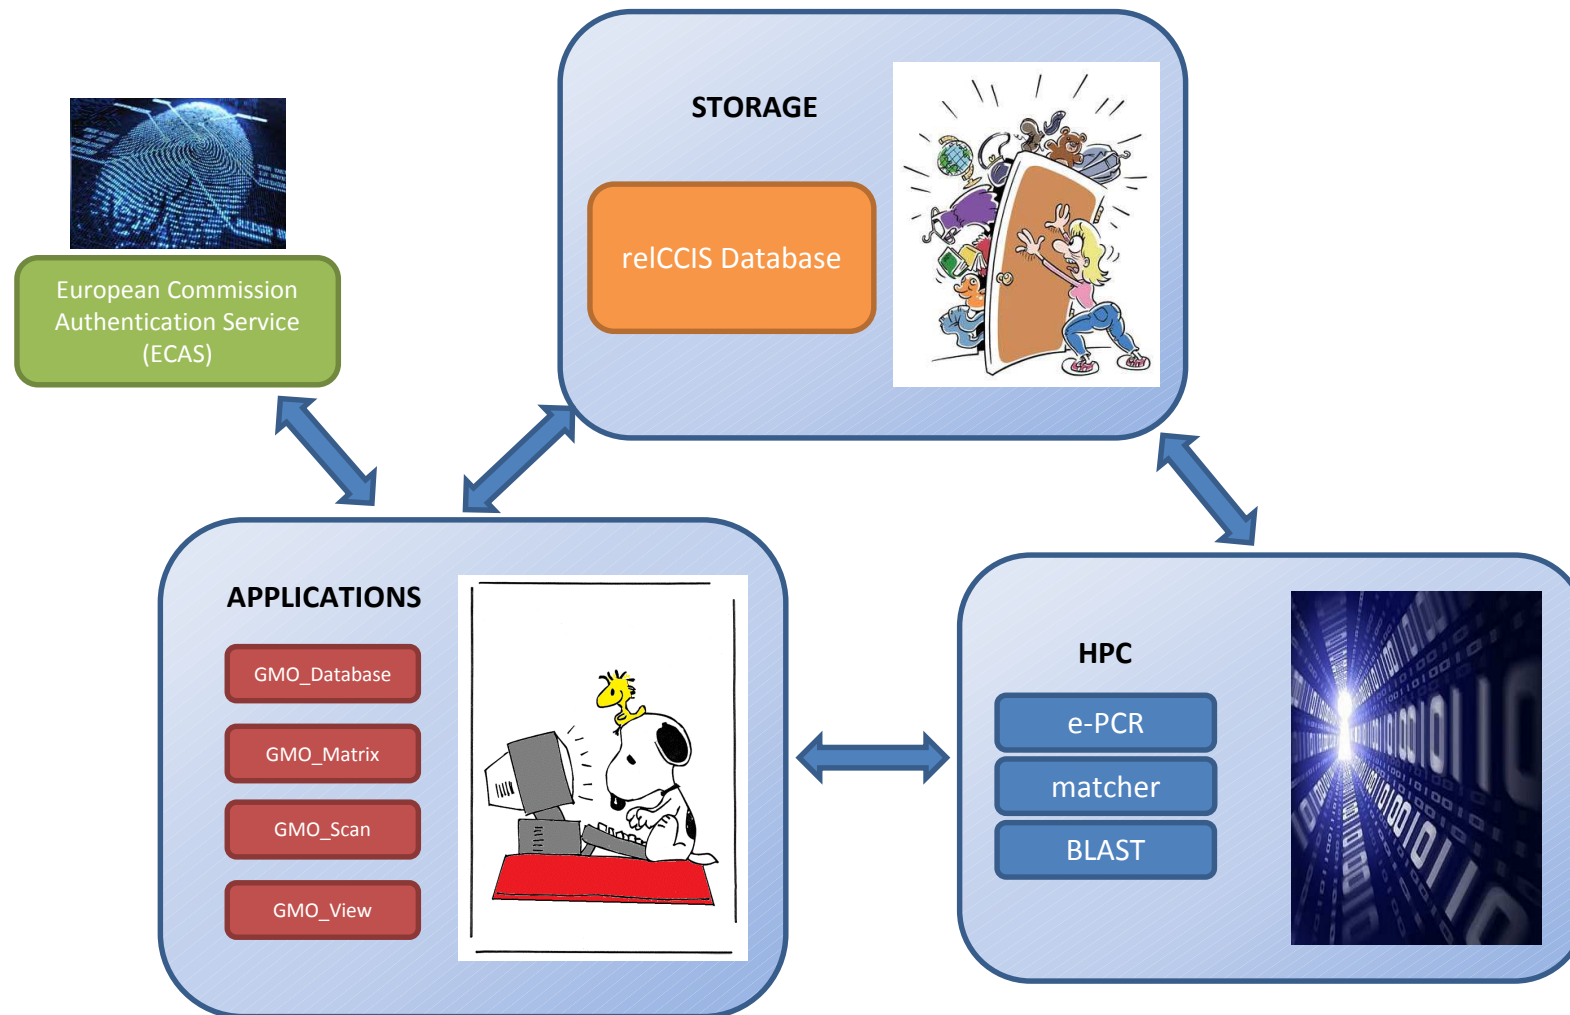 STORAGE
relCCIS Database
European Commission
Authentication Service
(ECAS)
APPLICATIONS
GMO_Database
GMO_Matrix
GMO_Scan
GMO_View
HPC
e-PCR
matcher
BLAST